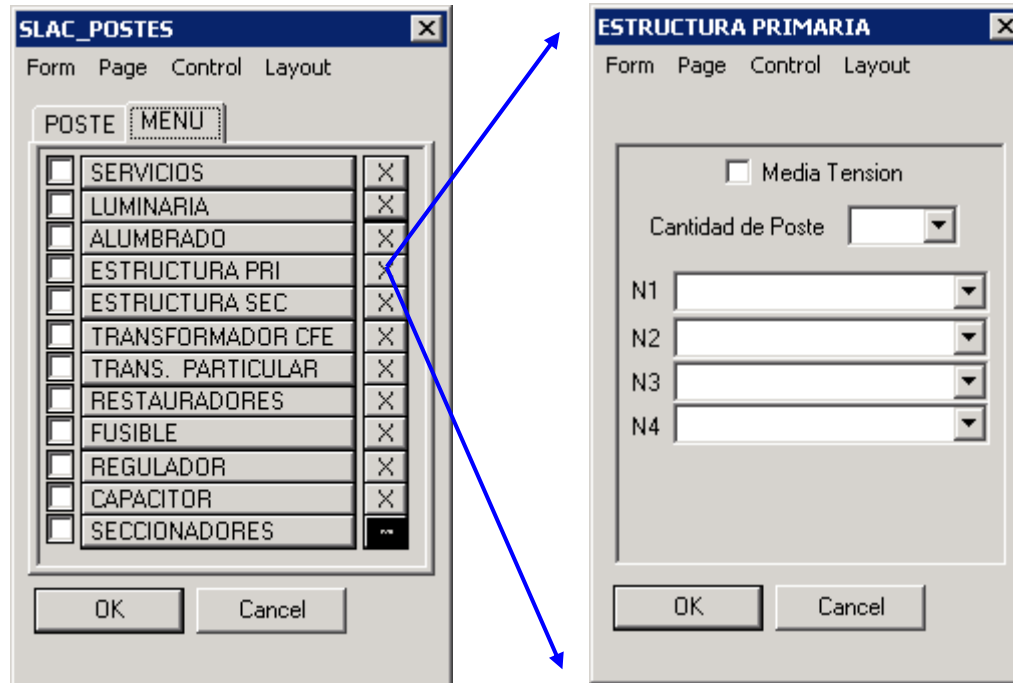 SLAC_POSTES
Form Page Control Layout
POSTE MENU
SERVICIOS X
LUMINARIA X
ALUMBRADO X
ESTRUCTURA PRI X
ESTRUCTURA SEC X
TRANSFORMADOR CFE X
TRANS. PARTICULAR X
RESTAURADORES X
FUSIBLE X
REGULADOR X
CAPACITOR X
SECCIONADORES
OK Cancel
ESTRUCTURA PRIMARIA
Form Page Control Layout
Media Tension
Cantidad de Poste
N1
N2
N3
N4
OK Cancel